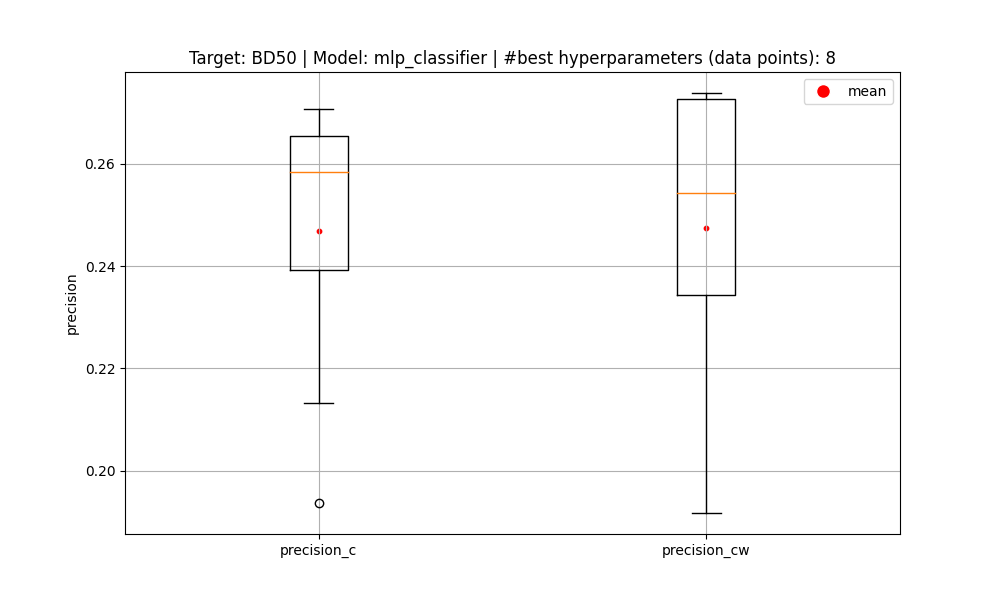 Target: BD50 | Model: mlp_classifier | #best hyperparameters (data points): 8
mean
0.26
0.24
0.22
0.20
precision
precision_c
precision_cw